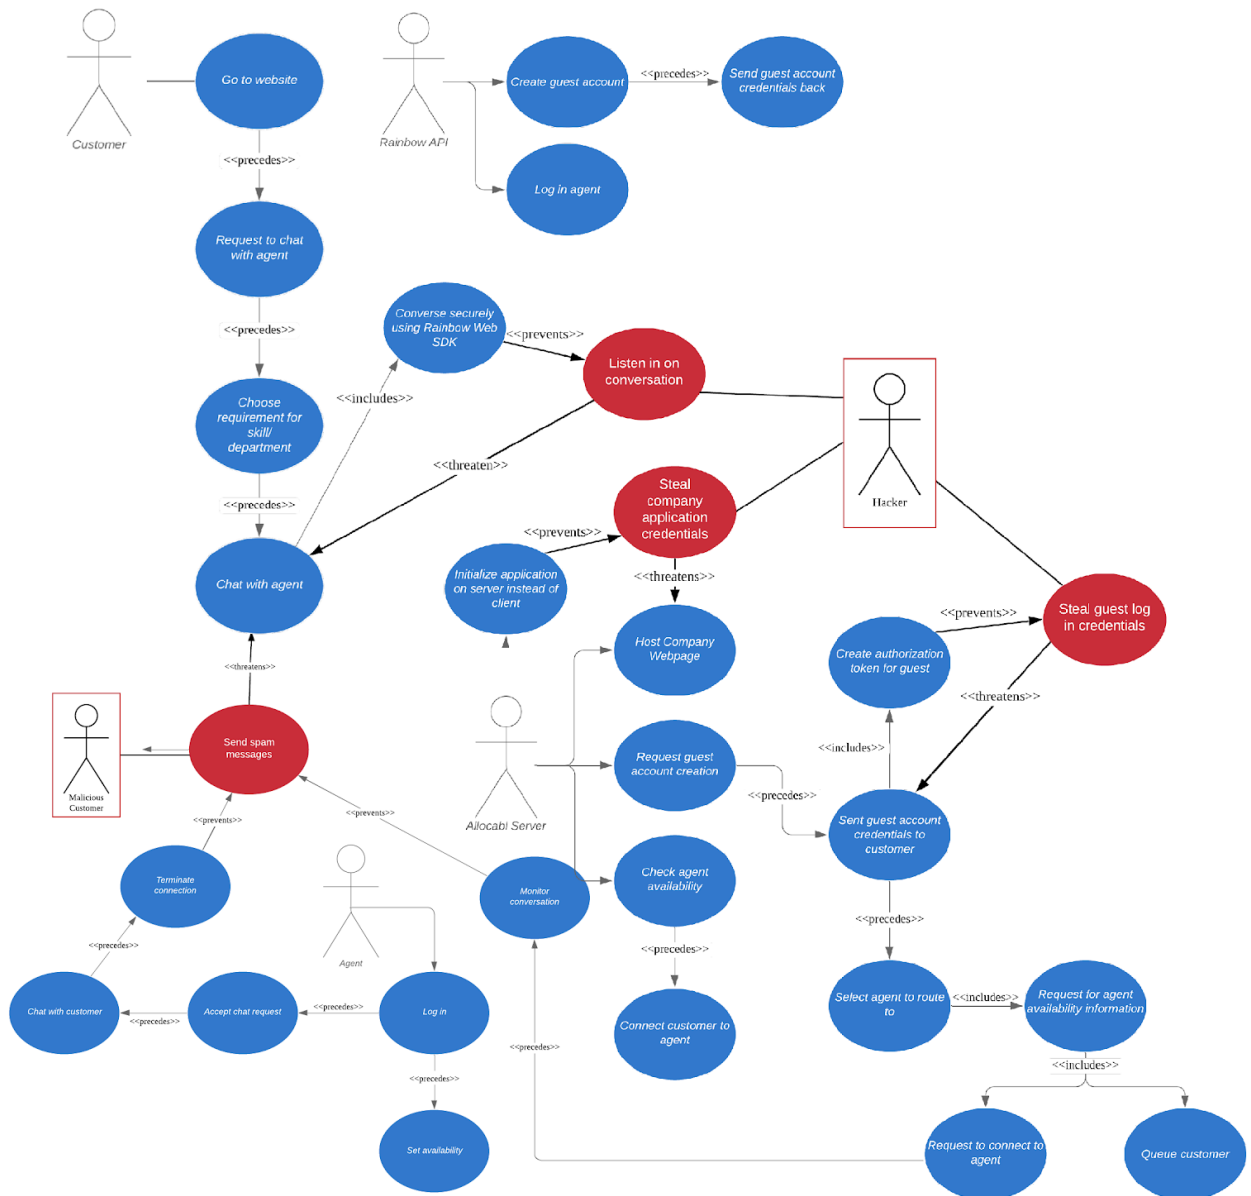 Go to website
Customer
Create guest account
<<precedes>>
Send guest account
credentials back
Rainbow API
<<precedes>>
Log in agent
Request to chat
with agent
<<precedes>>
Converse securely
using Rainbow Web
SDK
<<prevents>>
Listen in on
conversation
<<includes>>
Choose
requirement for
skill/
department
<<threaten>>
<<precedes>>
Hacker
Steal
company
application
credentials
<<prevents>>
Chat with agent
Initialize application
on server instead of
client
<<threatens>>
<<prevents>>
Steal guest log
in credentials
Host Company
Webpage
Create authorization
token for guest
<<threatens>>
<<threatens>>
Send spam
messages
Malicious
Customer
<<includes>>
Request guest
account creation
<<precedes>>
<<prevents>>
<<prevents>>
Allocabl Server
Sent guest account
credentials to
customer
Terminate
connection
Monitor
conversation
Check agent
availability
<<precedes>>
<<precedes>>
<<precedes>>
Agent
Chat with customer
<<precedes>>
Accept chat request
<<precedes>>
Log in
Select agent to route
to
<<includes>>
Request for agent
availability information
Connect customer to
agent
<<precedes>>
<<includes>>
<<precedes>>
Set availability
Request to connect to
agent
Queue customer